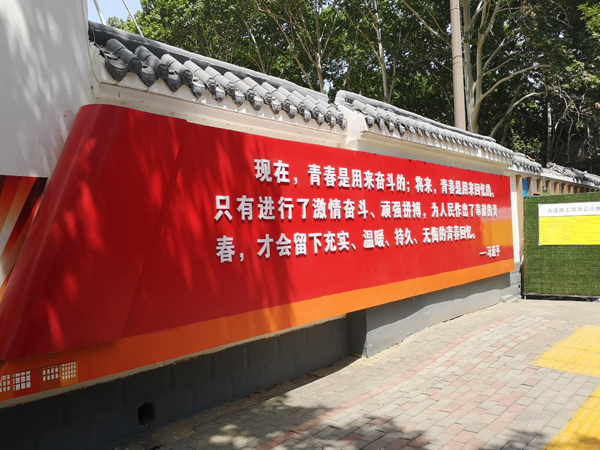 现在，青春是用来奋斗的；将来，青春是用来回忆的。
只有进行了激情奋斗、顽强拼搏，为人民作出了奉献的青
春，才会留下充实、温暖、持久、无悔的青春回忆。
——习近平